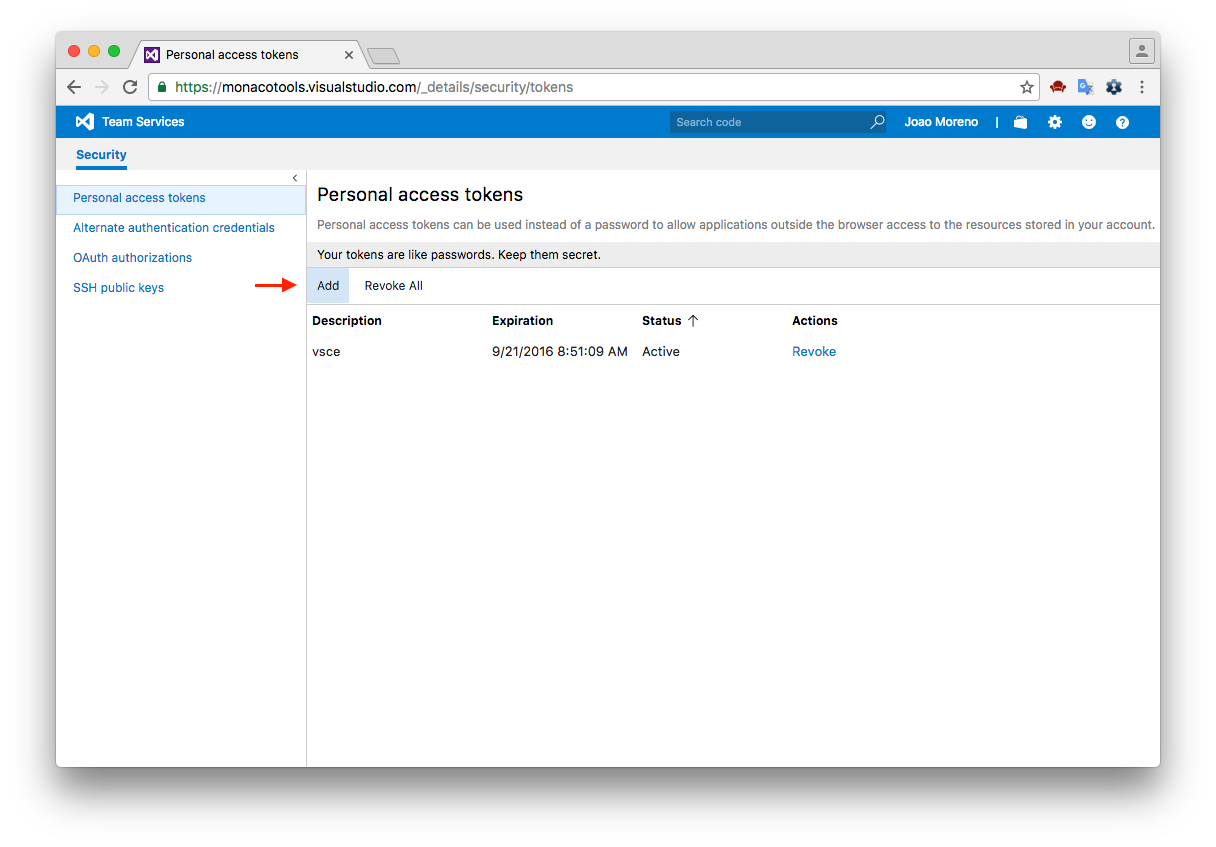 Personal access tokens
https://monacotools.visualstudio.com/_details/security/tokens
Team Services
Search code
Joao Moreno
Security
Personal access tokens
Alternate authentication credentials
OAuth authorizations
SSH public keys
Personal access tokens
Personal access tokens can be used instead of a password to allow applications outside the browser access to the resources stored in your account.
Your tokens are like passwords. Keep them secret.
Add Revoke All
Description Expiration Status Actions
vsce 9/21/2016 8:51:09 AM Active Revoke